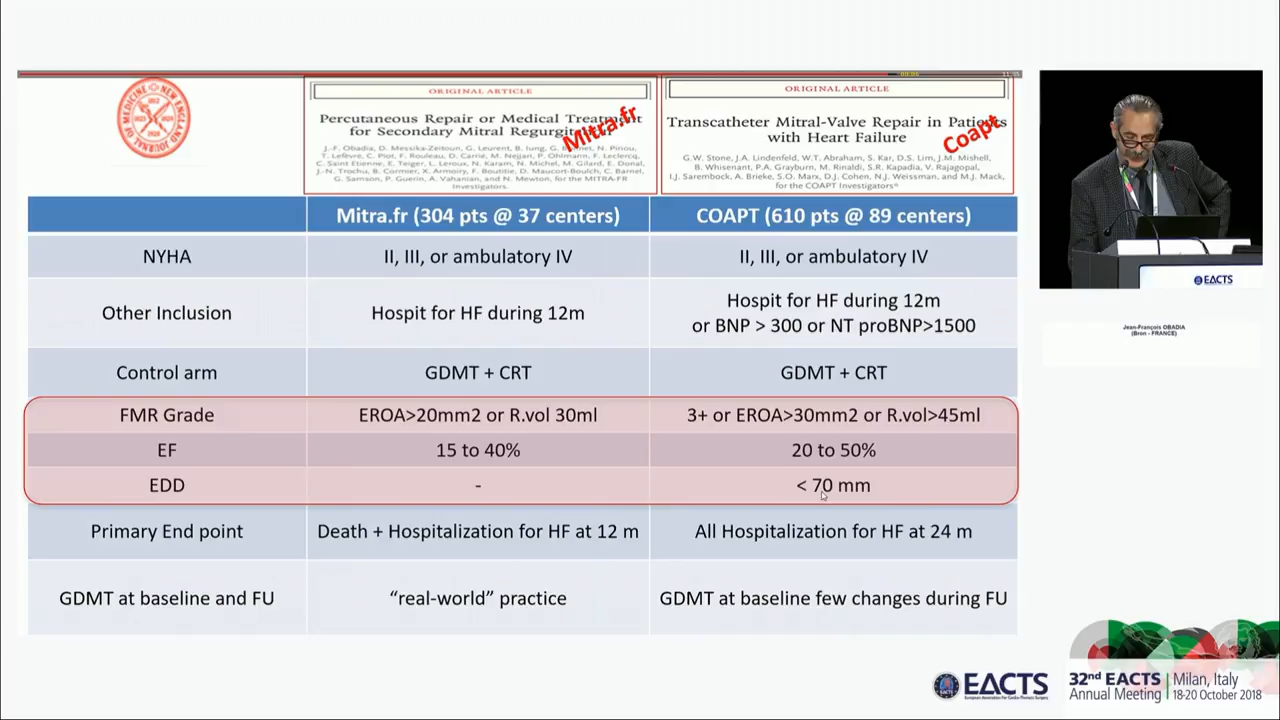 ORIGINAL ARTICLE
Percutaneous Repair or Medical Treatment
for Secondary Mitral
Mitra.fr
J.-F. Obadia, D. Messika-Zeitoun, G. Leurent, B. Iung, G. N. Piriou,
T. Lefèvre, C. Piot, F. Rouleau, D. Carrié, M. Nejjari, P. Ohlmann, F. Leclercq,
C. Saint Etienne, E. Teiger, L. Leroux, N. Karam, N. Michel, M. Gilard, E. Donal,
J.-N. Trochu, B. Cormier, X. Armoiry, F. Boutitie, D. Maucort-Boulch, C. Barnel,
G. Samson, P. Guerin, A. Vahanian, and N. Mewton, for the MITRA-FR
Investigators.
ORIGINAL ARTICLE
Transcatheter Mitral-Valve Repair in Patients
with Heart Failure
Coapt
G.W. Stone, J.A. Lindenfeld, W.T. Abraham, S. Kar, D.S. Lim, J.M. Mishell,
B. Whisenant, P.A. Grayburn, M. Rinaldi, S.R. Kapadia, V. Rajagopal,
I.J. Sarembock, A. Brieke, S.O. Marx, D.J. Cohen, N.J. Weissman, and M.J. Mack,
for the COAPT Investigators
Mitra.fr (304 pts @ 37 centers) COAPT (610 pts @ 89 centers)
NYHA II, III, or ambulatory IV II, III, or ambulatory IV
Other Inclusion Hospit for HF during 12m Hospit for HF during 12m
or BNP > 300 or NT proBNP>1500
Control arm GDMT + CRT GDMT + CRT
FMR Grade EROA>20mm2 or R.vol 30ml 3+ or EROA>30mm2 or R.vol>45ml
EF 15 to 40% 20 to 50%
EDD - < 70 mm
Primary End point Death + Hospitalization for HF at 12 m All Hospitalization for HF at 24 m
GDMT at baseline and FU “real-world” practice GDMT at baseline few changes during FU
EACTS
Jean-François OBADIA
(Bron - FRANCE)
EACTS
European Association For Cardio-Thoracic Surgery
32nd EACTS
Annual Meeting
Milan, Italy
18-20 October 2018